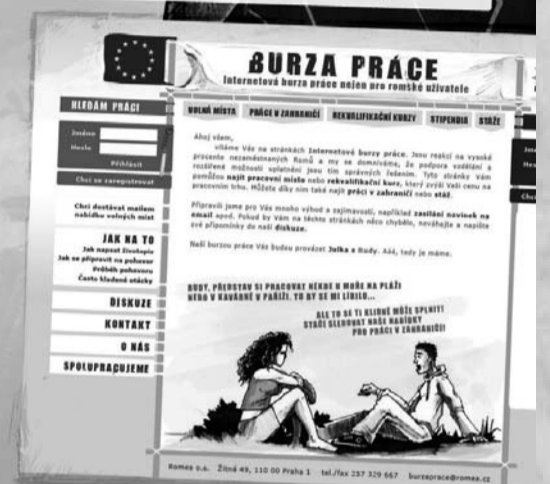 BURZA PRÁCE
Internetová burza práce nejen pro romské uživatele
HLEDÁM PRÁCI
Jméno
Heslo
Přihlásit
Chci se zaregistrovat
Chci dostávat mailem
nabídku volných míst
JAK NA TO
Jak napsat životopis
Jak se připravit na pohovor
Průběh pohovoru
Často kladené otázky
DISKUZE
KONTAKT
O NÁS
SPOLUPRACUJEME
VOLNÁ MÍSTA PRÁCE V ZAHRANIČÍ REKVALIFIKAČNÍ KURZY STIPENDIA STÁŽE
Ahoj všem,
vítáme Vás na stránkách Internetové burzy práce. Jsou reakcí na vysoké
procento nezaměstnaných Romů a my se domníváme, že podpora vzdělání a
rozšířené možnosti uplatnění jsou tím správných řešením. Tyto stránky Vám
pomůžou najít pracovní místo nebo rekvalifikační kurz, který zvýší Vaši cenu na
pracovním trhu. Můžete díky nim také najít práci v zahraničí nebo stáž.
Připravili jsme pro Vás mnoho výhod a zajímavostí, například zasílání novinek na
email apod. Pokud by Vám na těchto stránkách něco chybělo, neváhejte a napište
své připomínky do naší diskuze.
Naší burzou práce Vás budou provázet Julka a Rudy. Aáá, tady je máme.
RUDY, PŘEDSTAV SI PRACOVAT NĚKDE U MOŘE NA PLÁŽI
NEBO V KAVÁRNĚ V PAŘÍŽI. TO BY SE MI LÍBILO...
ALE TO SE TI KLIDNĚ MŮŽE SPLNIT!
STAČÍ SLEDOVAT NAŠE NABÍDKY
PRO PRÁCI V ZAHRANIČÍ!
Romea o.s. Žitná 49, 110 00 Praha 1 tel./fax 257 329 667 burzaprace@romea.cz